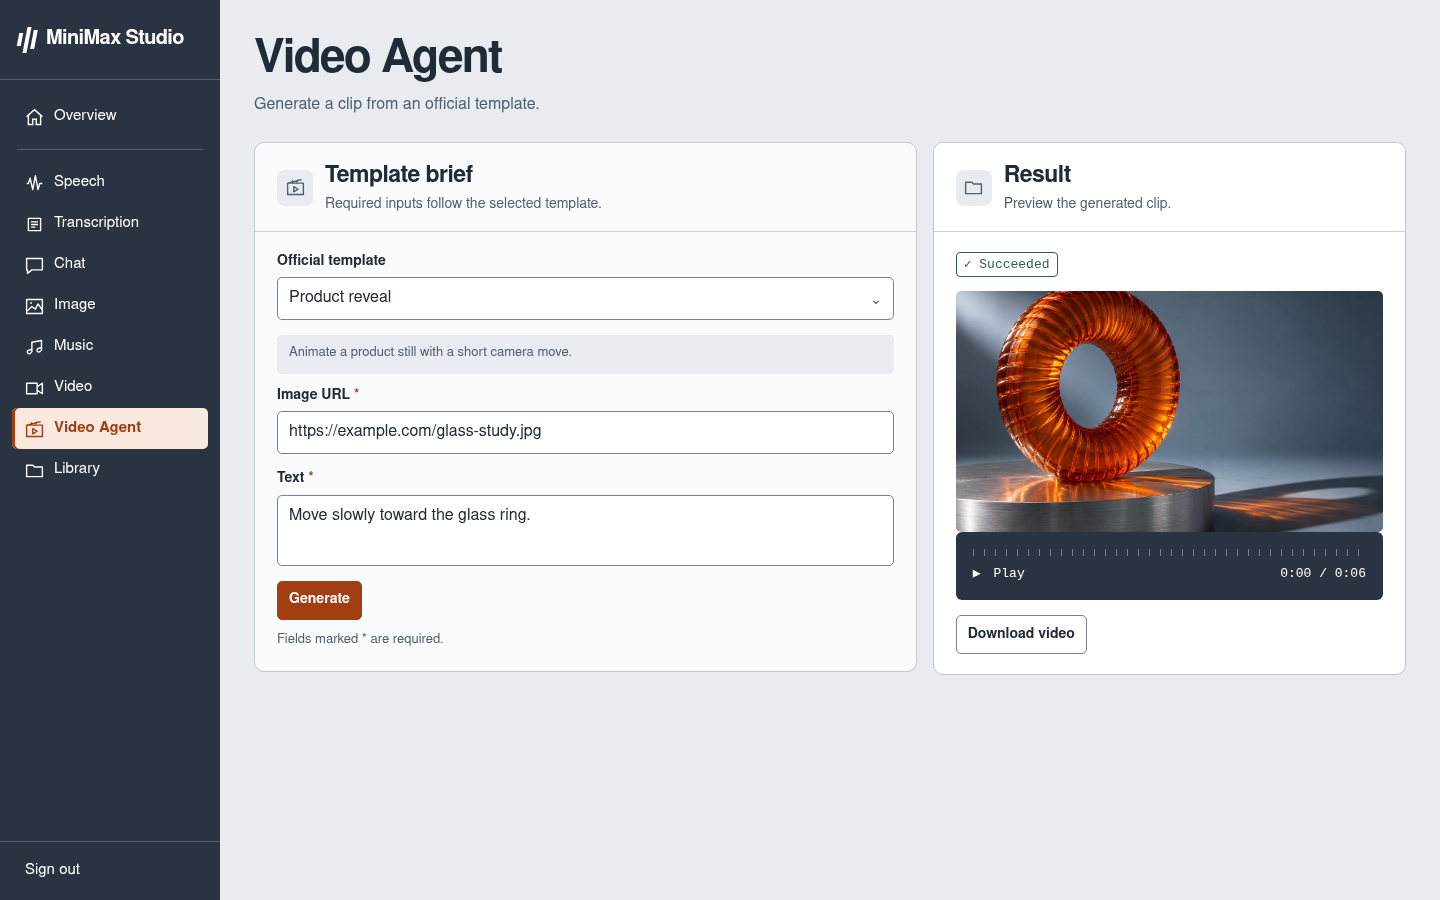 MiniMax Studio
Overview
Speech
Transcription
Chat
Image
Music
Video
Video Agent
Library
Sign out
Video Agent
Generate a clip from an official template.
Template brief
Required inputs follow the selected template.
Official template
Product reveal
Animate a product still with a short camera move.
Image URL *
https://example.com/glass-study.jpg
Text *
Move slowly toward the glass ring.
Generate
Fields marked * are required.
Result
Preview the generated clip.
✓ Succeeded
▶ Play 0:00 / 0:06
Download video